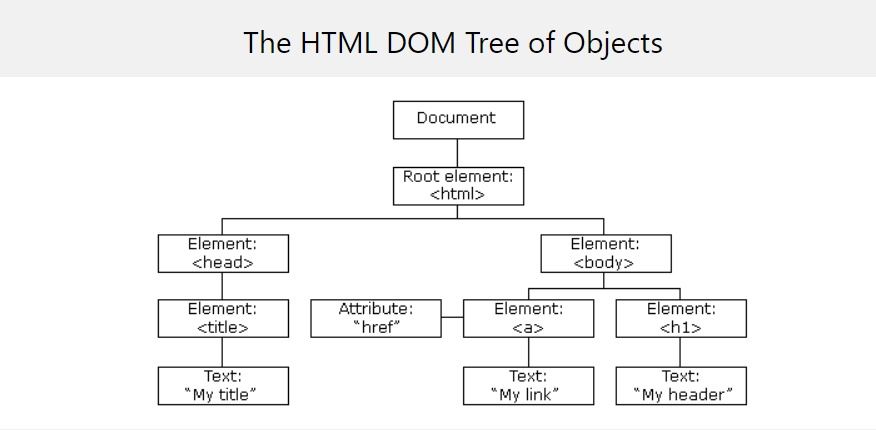 The HTML DOM Tree of Objects
Document
Root element:
<html>
Element:
<head>
Element:
<body>
Element:
<title>
Attribute:
“href”
Element:
<a>
Element:
<h1>
Text:
“My title”
Text:
“My link”
Text:
“My header”